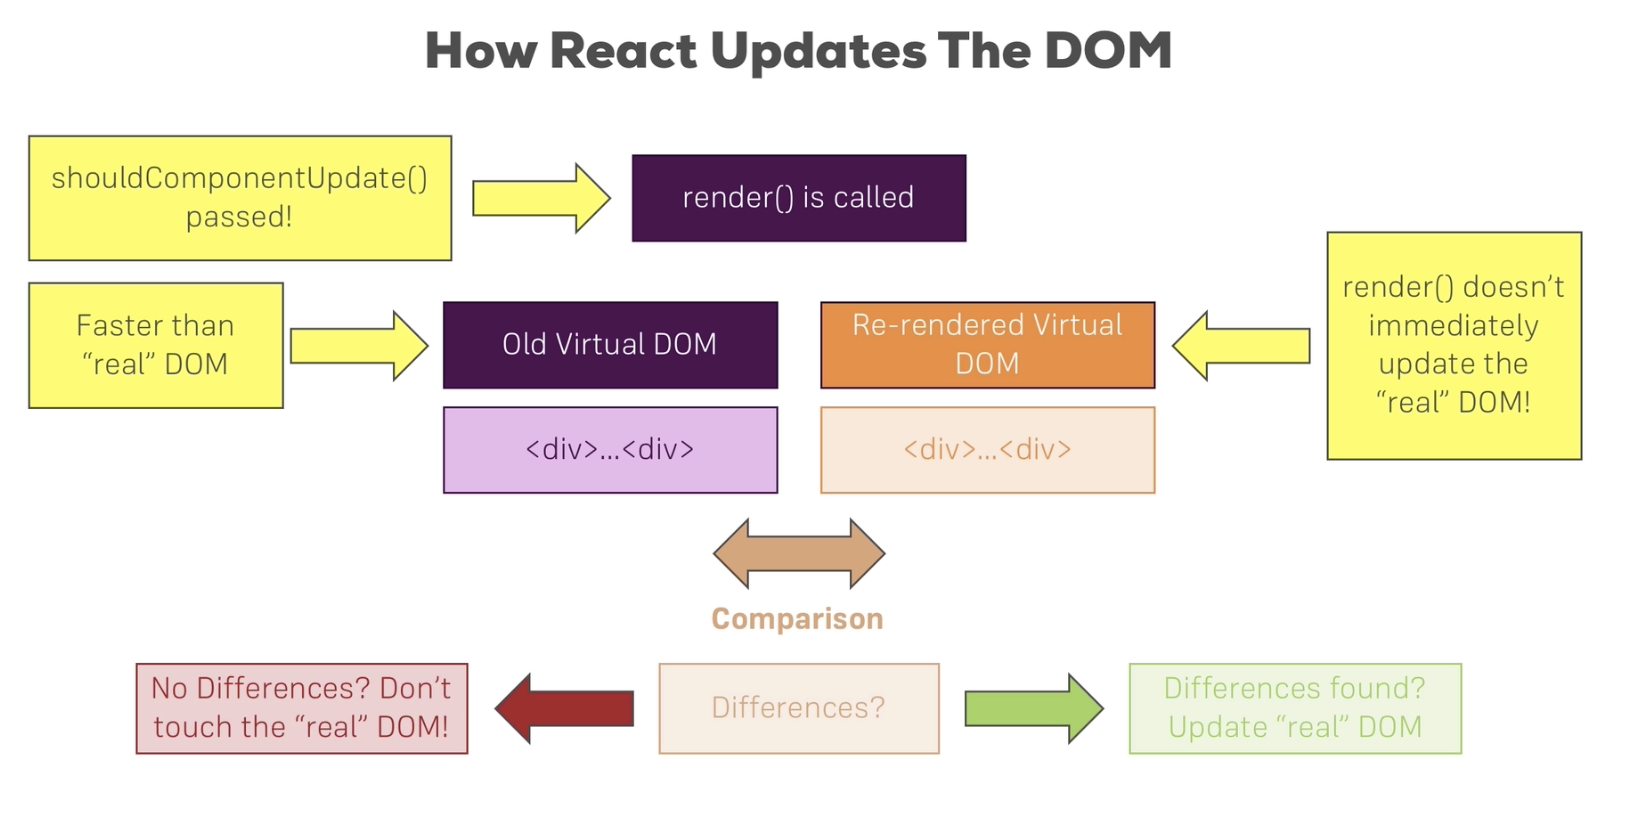 How React Updates The DOM
shouldComponentUpdate()
passed!
render() is called
Faster than
“real” DOM
Old Virtual DOM
Re-rendered Virtual
DOM
render() doesn’t
immediately
update the
“real” DOM!
<div>...<div>
<div>...<div>
Comparison
No Differences? Don’t
touch the “real” DOM!
Differences?
Differences found?
Update “real” DOM